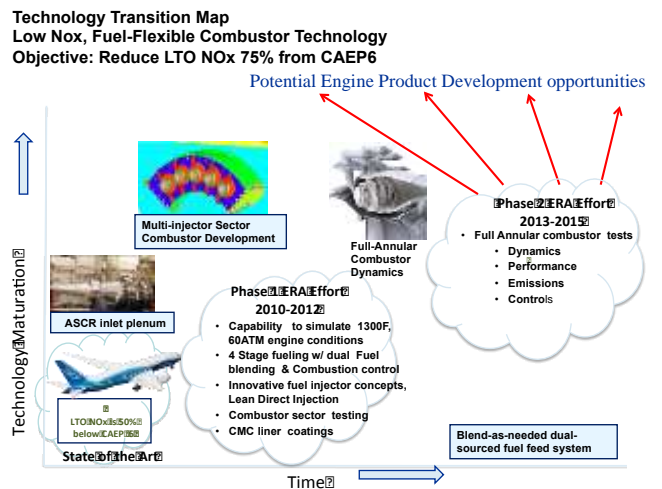 Technology Transition Map
Low Nox, Fuel-Flexible Combustor Technology
Objective: Reduce LTO NOx 75% from CAEP6
Potential Engine Product Development opportunities
Multi-injector Sector
Combustor Development
Full-Annular
Combustor
Dynamics
Phase 2 ERA Effort
2013-2015
• Full Annular combustor tests
• Dynamics
• Performance
• Emissions
• Controls
ASCR inlet plenum
Phase 1 ERA Effort
2010-2012
• Capability to simulate 1300F,
60ATM engine conditions
• 4 Stage fueling w/ dual Fuel
blending & Combustion control
• Innovative fuel injector concepts,
Lean Direct Injection
• Combustor sector testing
• CMC liner coatings
LTO NOx is 50%
below CAEP 6
State of the Art
Blend-as-needed dual-
sourced fuel feed system
Technology Maturation
Time